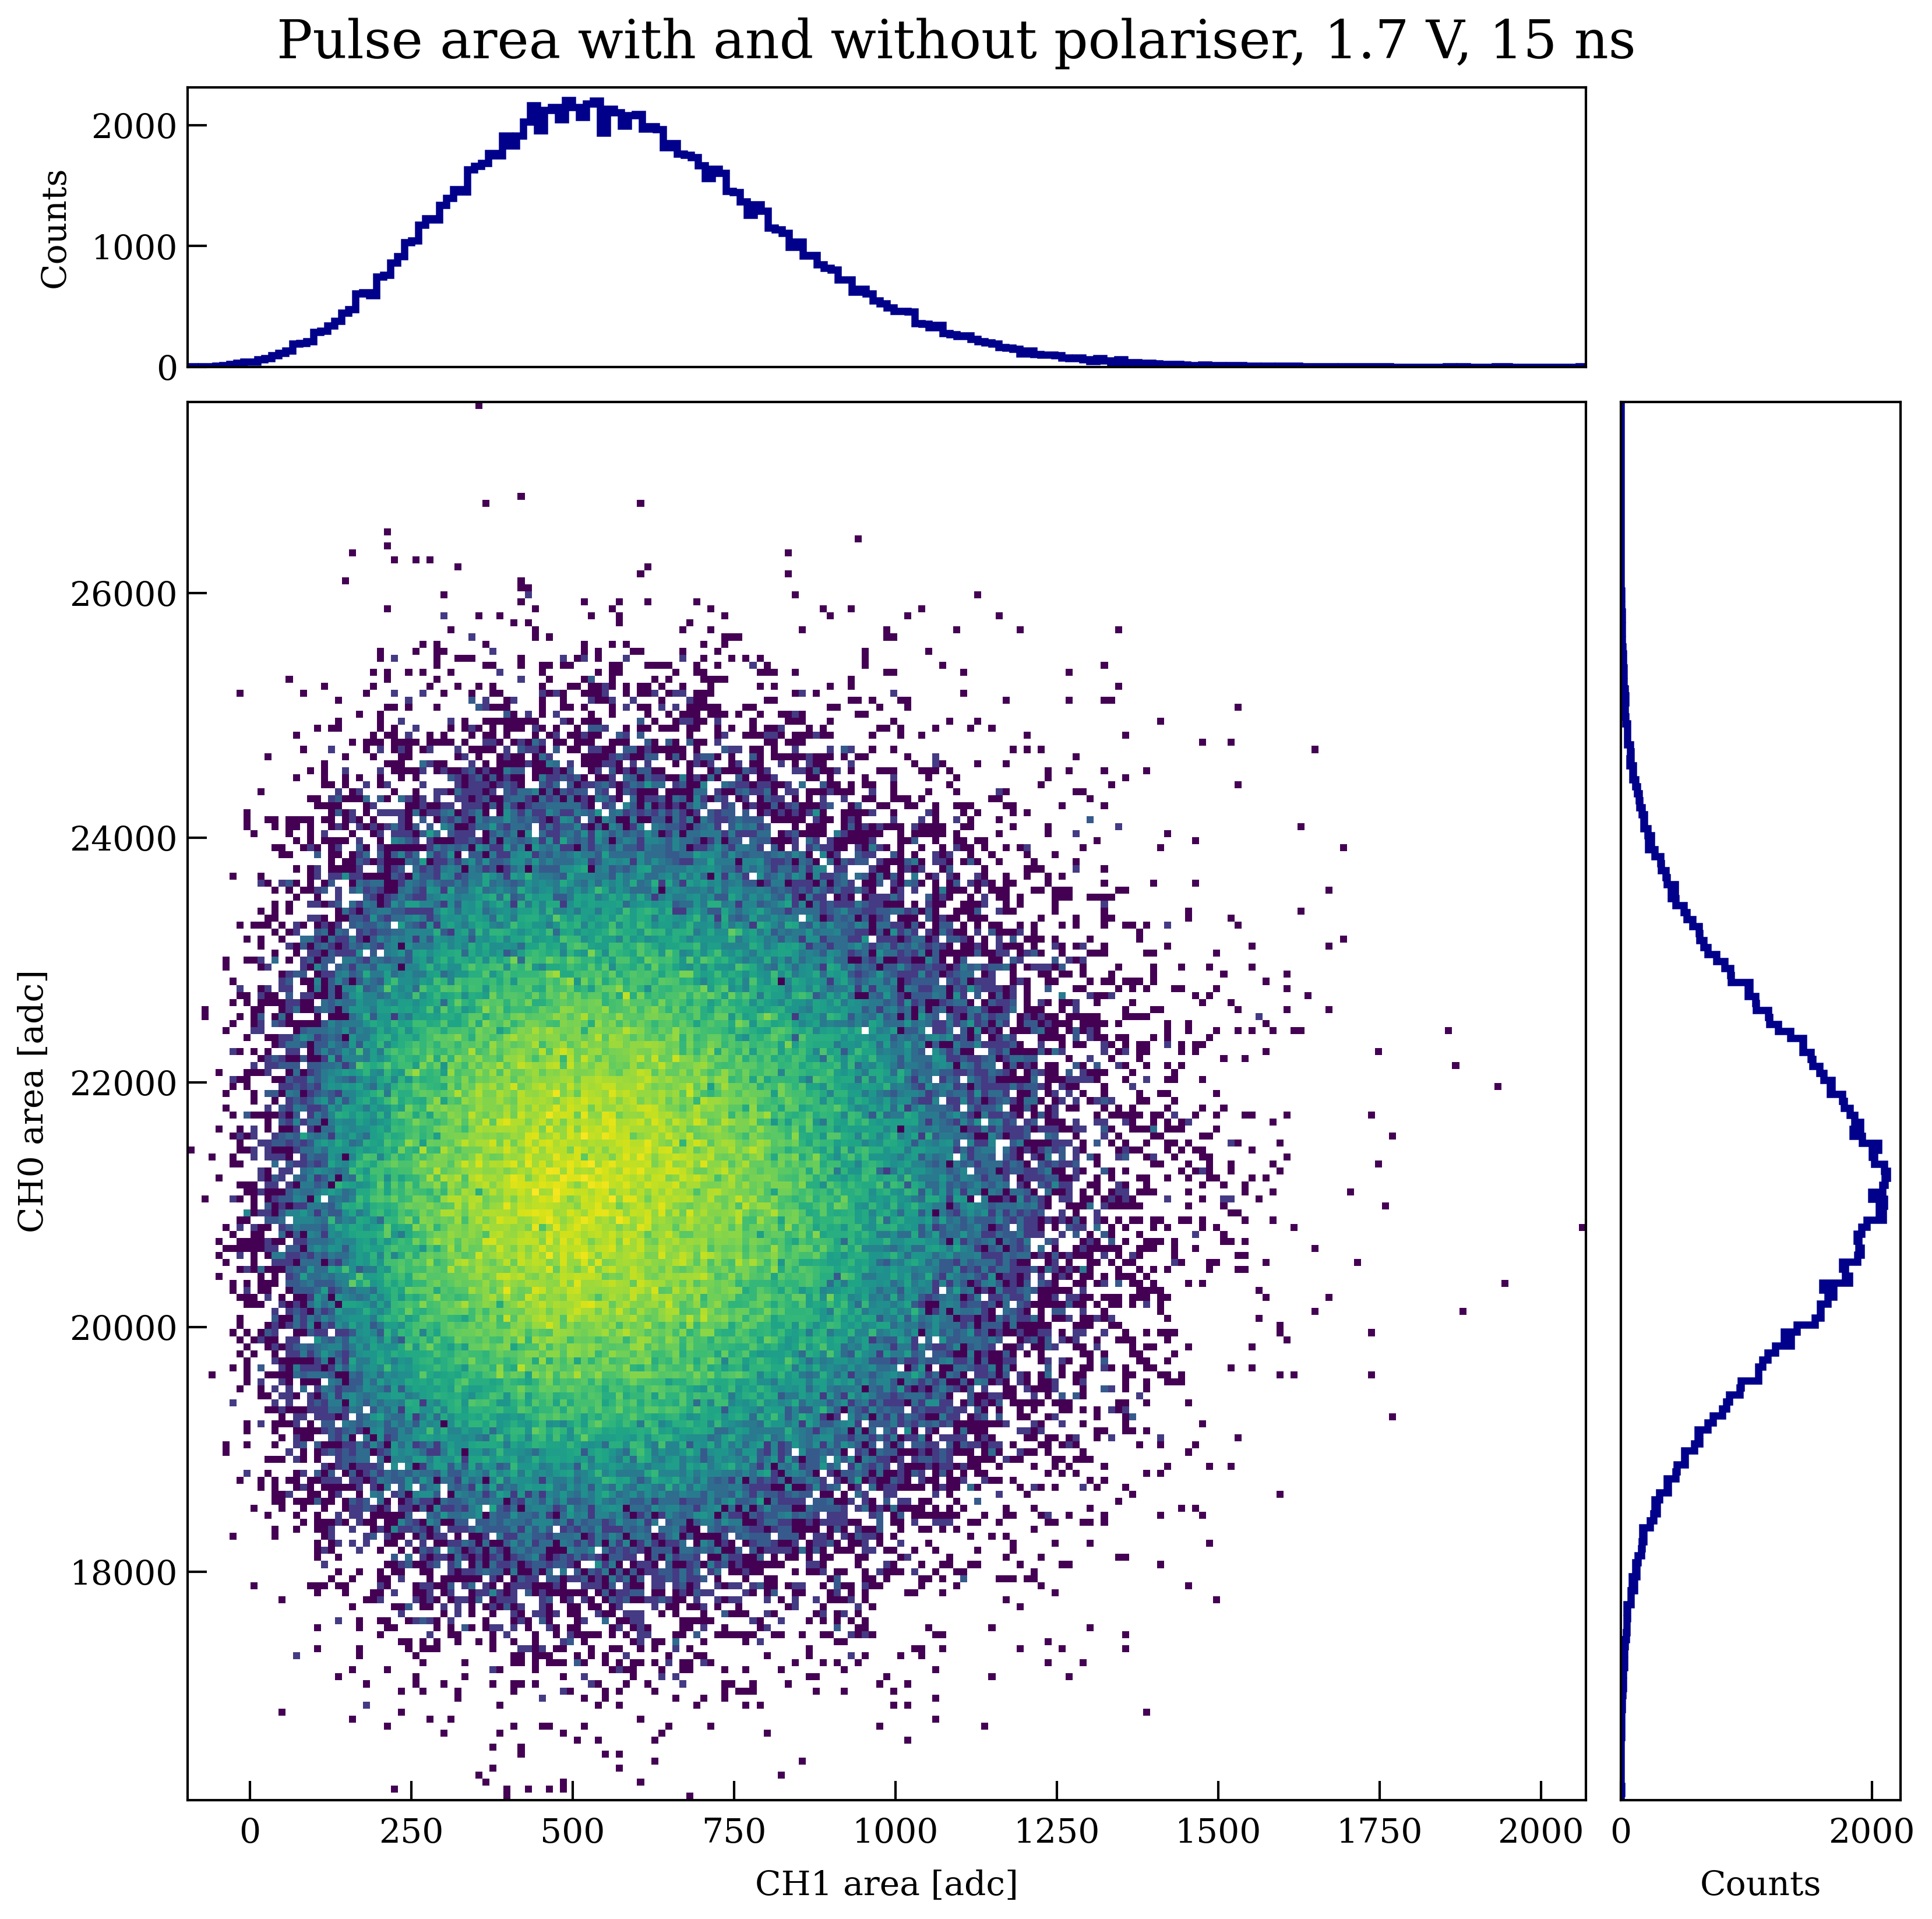 Pulse area with and without polariser, 1.7 V, 15 ns
2000
1000
0
Counts
26000
24000
22000
20000
18000
CH0 area [adc]
0 250 500 750 1000 1250 1500 1750 2000
CH1 area [adc]
0 2000
Counts